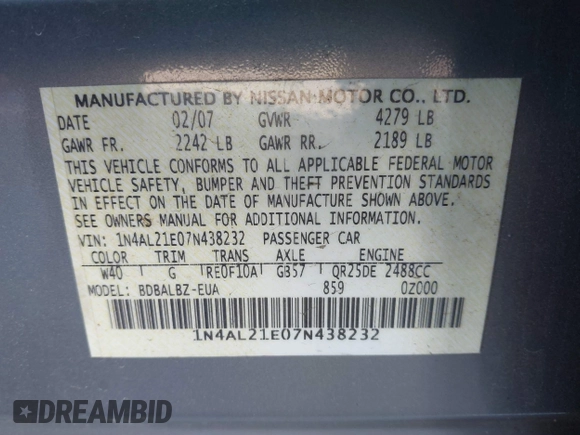 MANUFACTURED BY NISSAN MOTOR CO., LTD.
DATE 02/07 GVWR 4279 LB
GAWR FR. 2242 LB GAWR RR. 2189 LB
THIS VEHICLE CONFORMS TO ALL APPLICABLE FEDERAL MOTOR
VEHICLE SAFETY, BUMPER AND THEFT PREVENTION STANDARDS
IN EFFECT ON THE DATE OF MANUFACTURE SHOWN ABOVE.
SEE OWNERS MANUAL FOR ADDITIONAL INFORMATION.
VIN: 1N4AL21E07N438232 PASSENGER CAR
COLOR TRIM TRANS AXLE ENGINE
W40 G RE0F10A G357 QR25DE 2488CC
MODEL: BDBALBZ-EUA 859 0Z000
1N4AL21E07N438232
DREAMBID